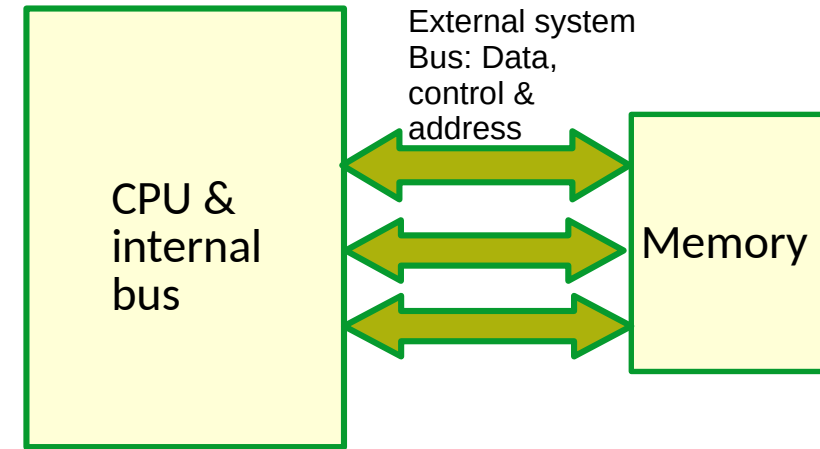 External system
Bus: Data,
control &
address
CPU &
internal
bus
Memory